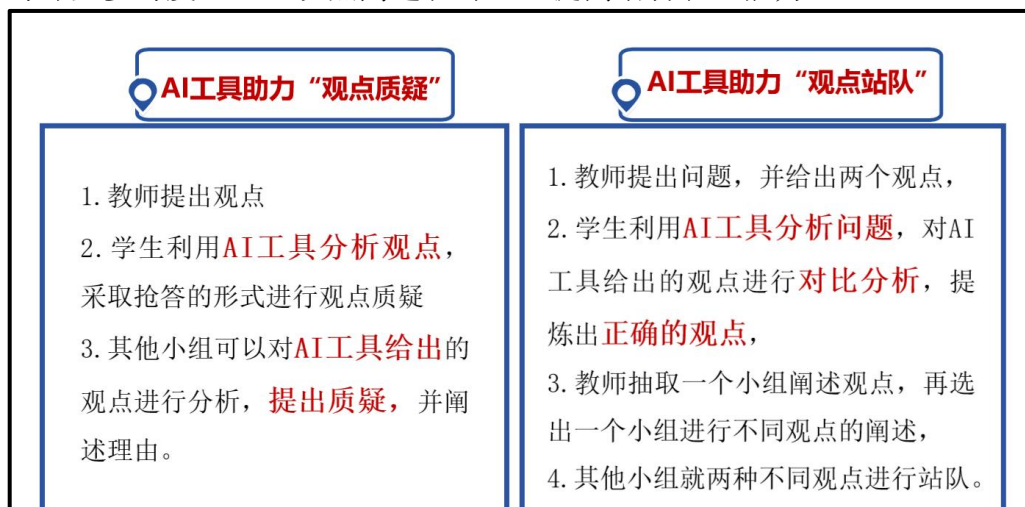 AI工具助力“观点质疑”
1.教师提出观点
2.学生利用AI工具分析观点，
采取抢答的形式进行观点质疑
3.其他小组可以对AI工具给出的
观点进行分析，提出质疑，并阐
述理由。
AI工具助力“观点站队”
1.教师提出问题，并给出两个观点，
2.学生利用AI工具分析问题，对AI
工具给出的观点进行对比分析，提
炼出正确的观点，
3.教师抽取一个小组阐述观点，再选
出一个小组进行不同观点的阐述，
4.其他小组就两种不同观点进行站队。